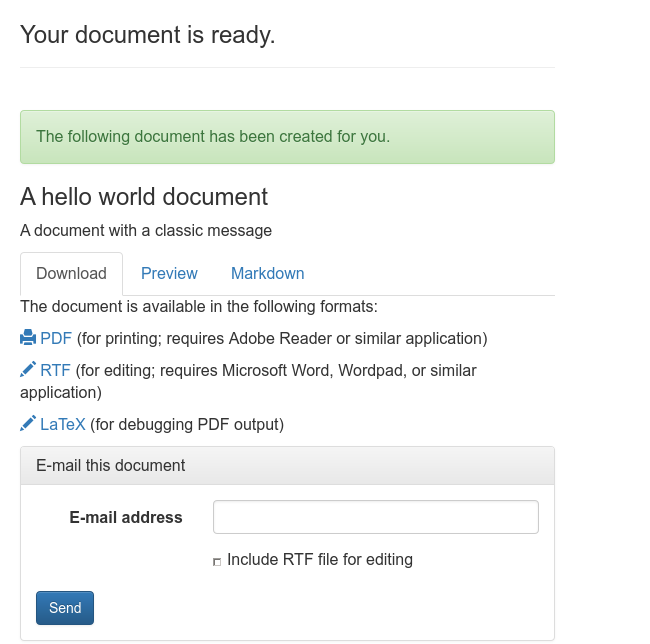 Your document is ready.
The following document has been created for you.
A hello world document
A document with a classic message
Download Preview Markdown
The document is available in the following formats:
PDF (for printing; requires Adobe Reader or similar application)
RTF (for editing; requires Microsoft Word, Wordpad, or similar
application)
LaTeX (for debugging PDF output)
E-mail this document
E-mail address
Include RTF file for editing
Send